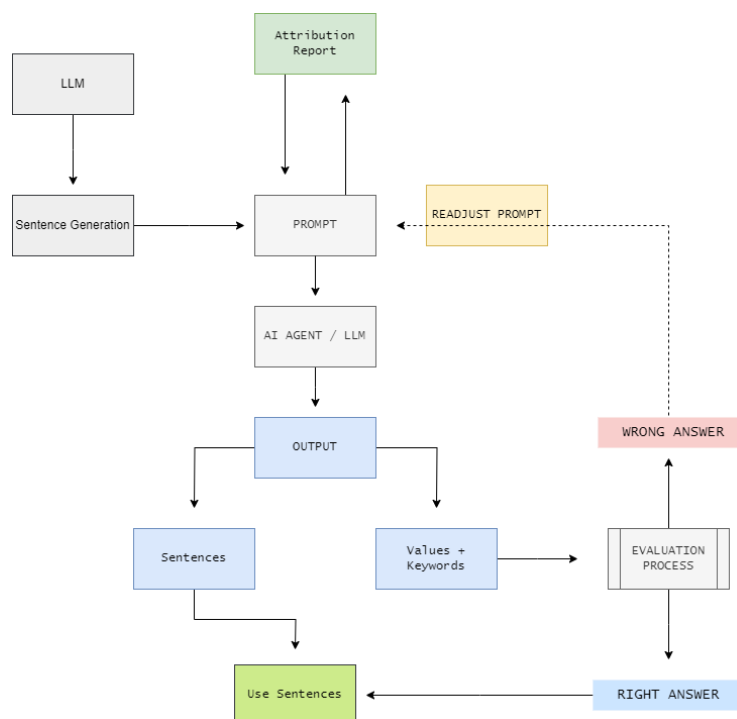 Attribution
Report
LLM
Sentence Generation
PROMPT
READJUST PROMPT
AI AGENT / LLM
OUTPUT
WRONG ANSWER
Sentences
Values +
Keywords
EVALUATION
PROCESS
Use Sentences
RIGHT ANSWER